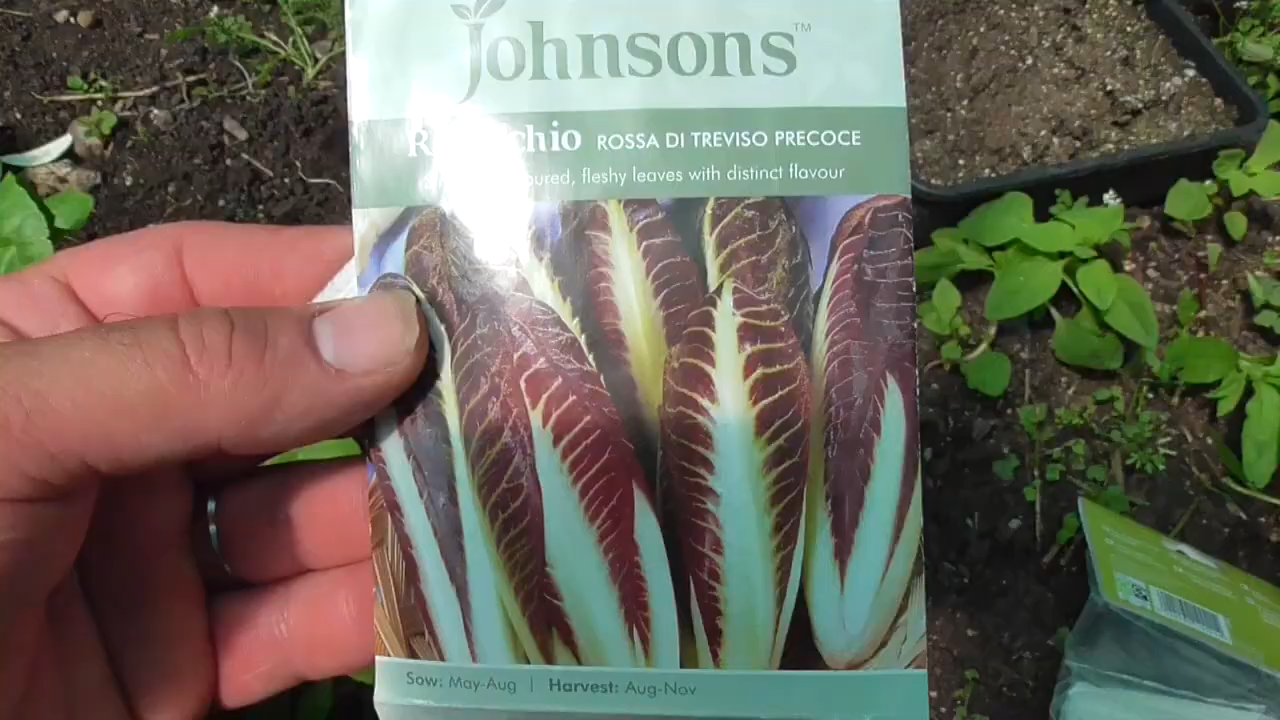 Johnsons™
ROSSA DI TREVISO PRECOCE
fleshy leaves with distinct flavour
Sow: May-Aug | Harvest: Aug-Nov